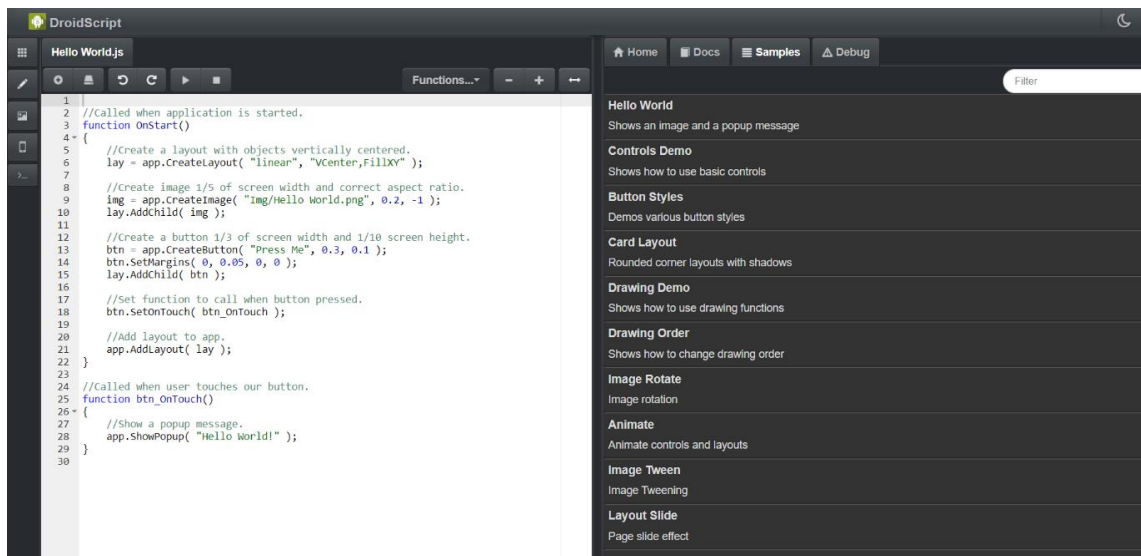 DroidScript
Hello World.js
Functions...
1
2 //Called when application is started.
3 function OnStart()
4 {
5 //Create a layout with objects vertically centered.
6 lay = app.CreateLayout( "linear", "VCenter,FillXY" );
7
8 //Create image 1/5 of screen width and correct aspect ratio.
9 img = app.CreateImage( "Img/Hello World.png", 0.2, -1 );
10 lay.AddChild( img );
11
12 //Create a button 1/3 of screen width and 1/10 screen height.
13 btn = app.CreateButton( "Press Me", 0.3, 0.1 );
14 btn.SetMargins( 0, 0.05, 0, 0 );
15 lay.AddChild( btn );
16
17 //Set function to call when button pressed.
18 btn.SetOnTouch( btn_OnTouch );
19
20 //Add layout to app.
21 app.AddLayout( lay );
22 }
23
24 //Called when user touches our button.
25 function btn_OnTouch()
26 {
27 //Show a popup message.
28 app.ShowPopup( "Hello World!" );
29 }
30
Home Docs Samples Debug
Filter
Hello World
Shows an image and a popup message
Controls Demo
Shows how to use basic controls
Button Styles
Demos various button styles
Card Layout
Rounded corner layouts with shadows
Drawing Demo
Shows how to use drawing functions
Drawing Order
Shows how to change drawing order
Image Rotate
Image rotation
Animate
Animate controls and layouts
Image Tween
Image Tweening
Layout Slide
Page slide effect